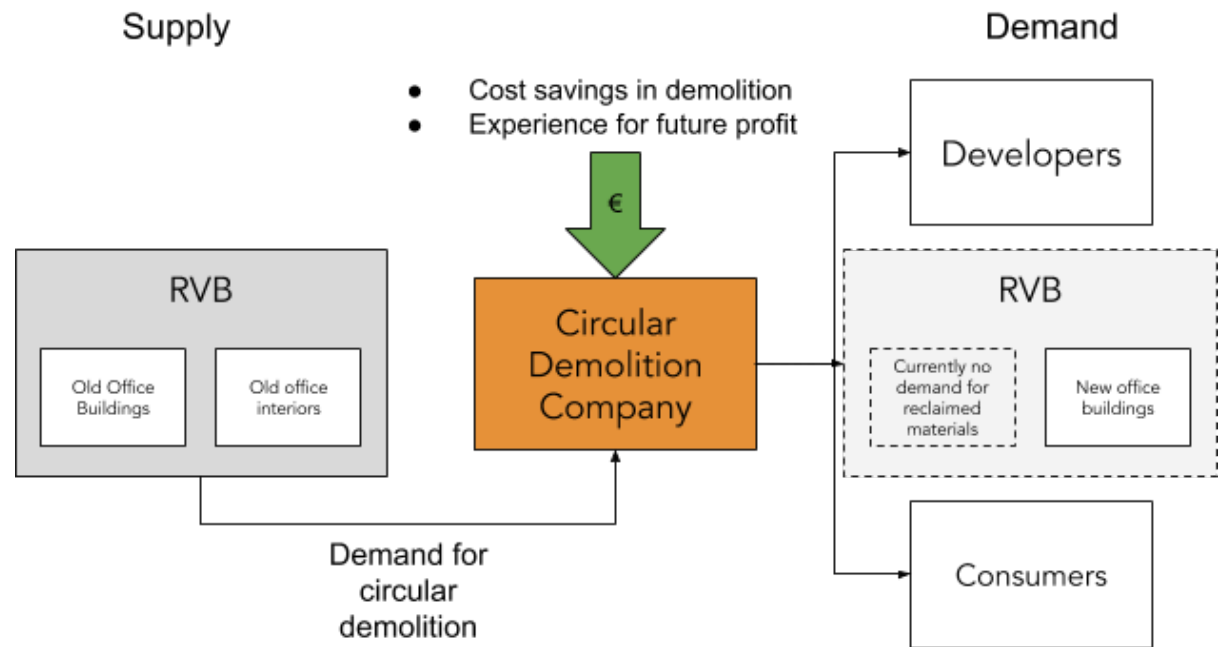 Supply
Demand
● Cost savings in demolition
● Experience for future profit
€
Developers
RVB
Old Office
Buildings
Old office
interiors
Circular
Demolition
Company
RVB
Currently no
demand for
reclaimed
materials
New office
buildings
Demand for
circular
demolition
Consumers